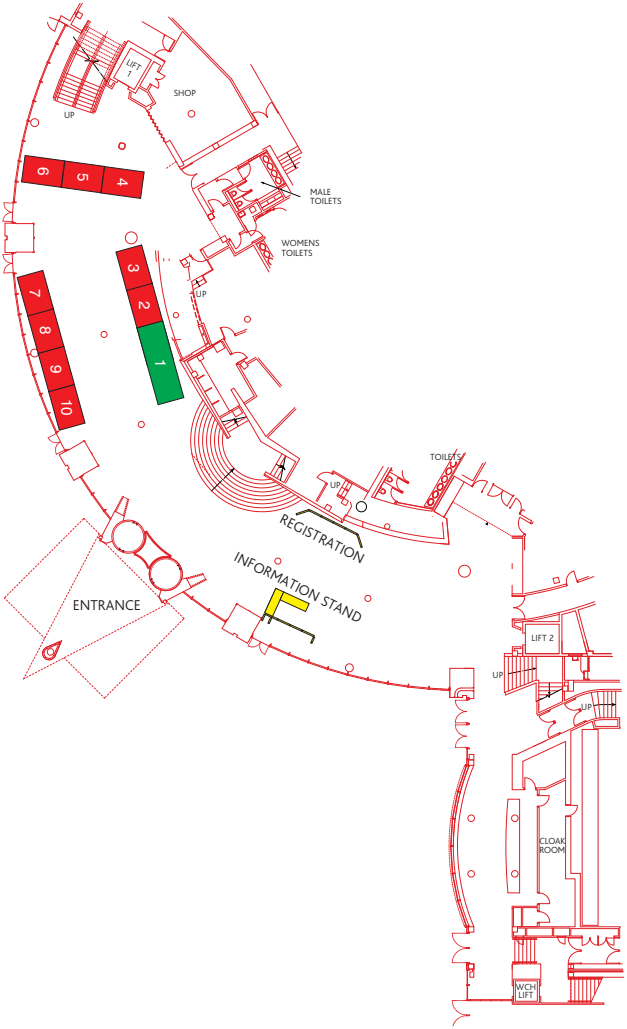 LIFT
1
SHOP
UP
6
5
4
MALE
TOILETS
WOMENS
TOILETS
3
2
1
UP
7
8
9
10
TOILETS
UP
REGISTRATION
INFORMATION STAND
ENTRANCE
LIFT 2
UP
UP
CLOAK
ROOM
WCH
LIFT